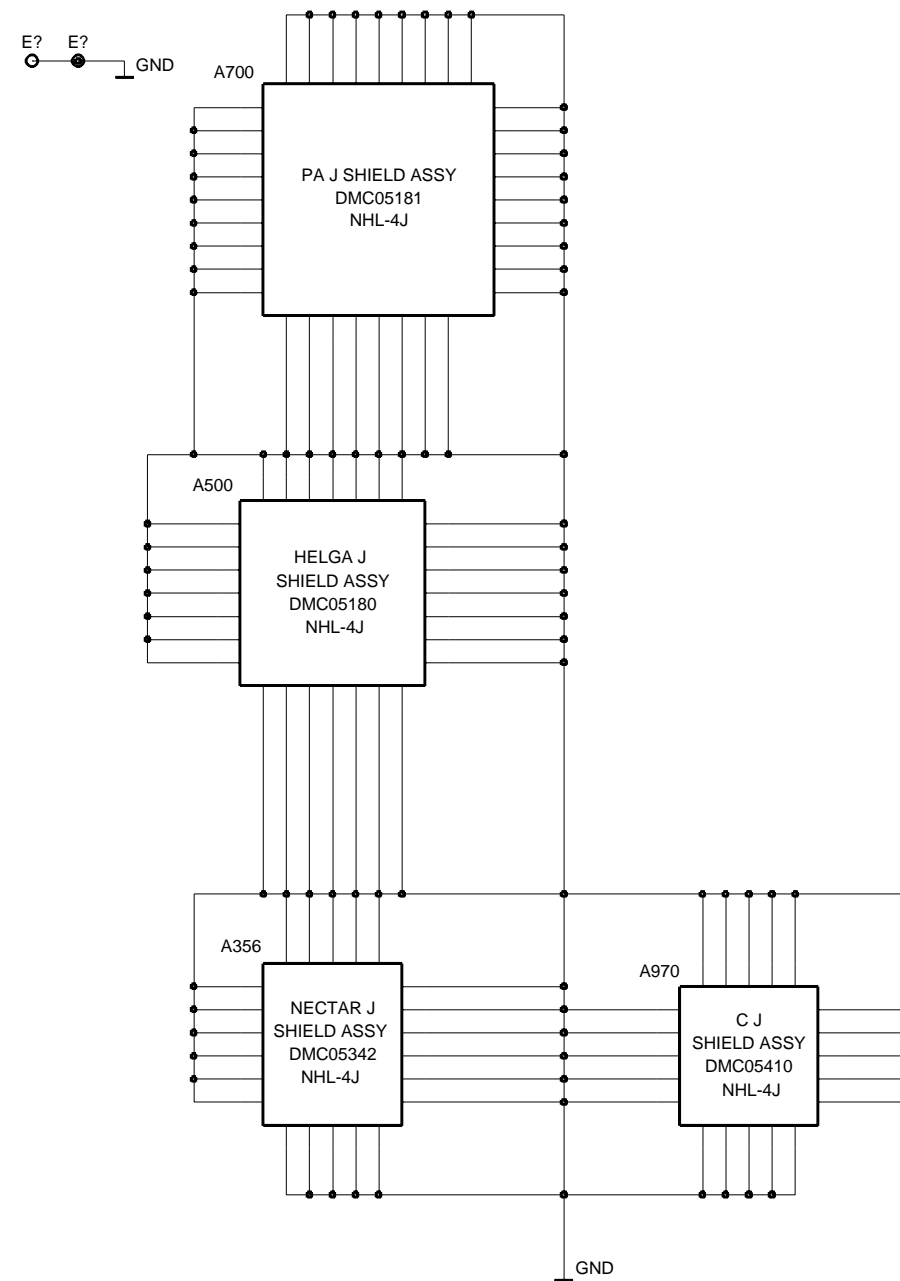 E? E?
GND
A700
PA J SHIELD ASSY
DMC05181
NHL-4J
A500
HELGA J
SHIELD ASSY
DMC05180
NHL-4J
A356
NECTAR J
SHIELD ASSY
DMC05342
NHL-4J
A970
C J
SHIELD ASSY
DMC05410
NHL-4J
GND